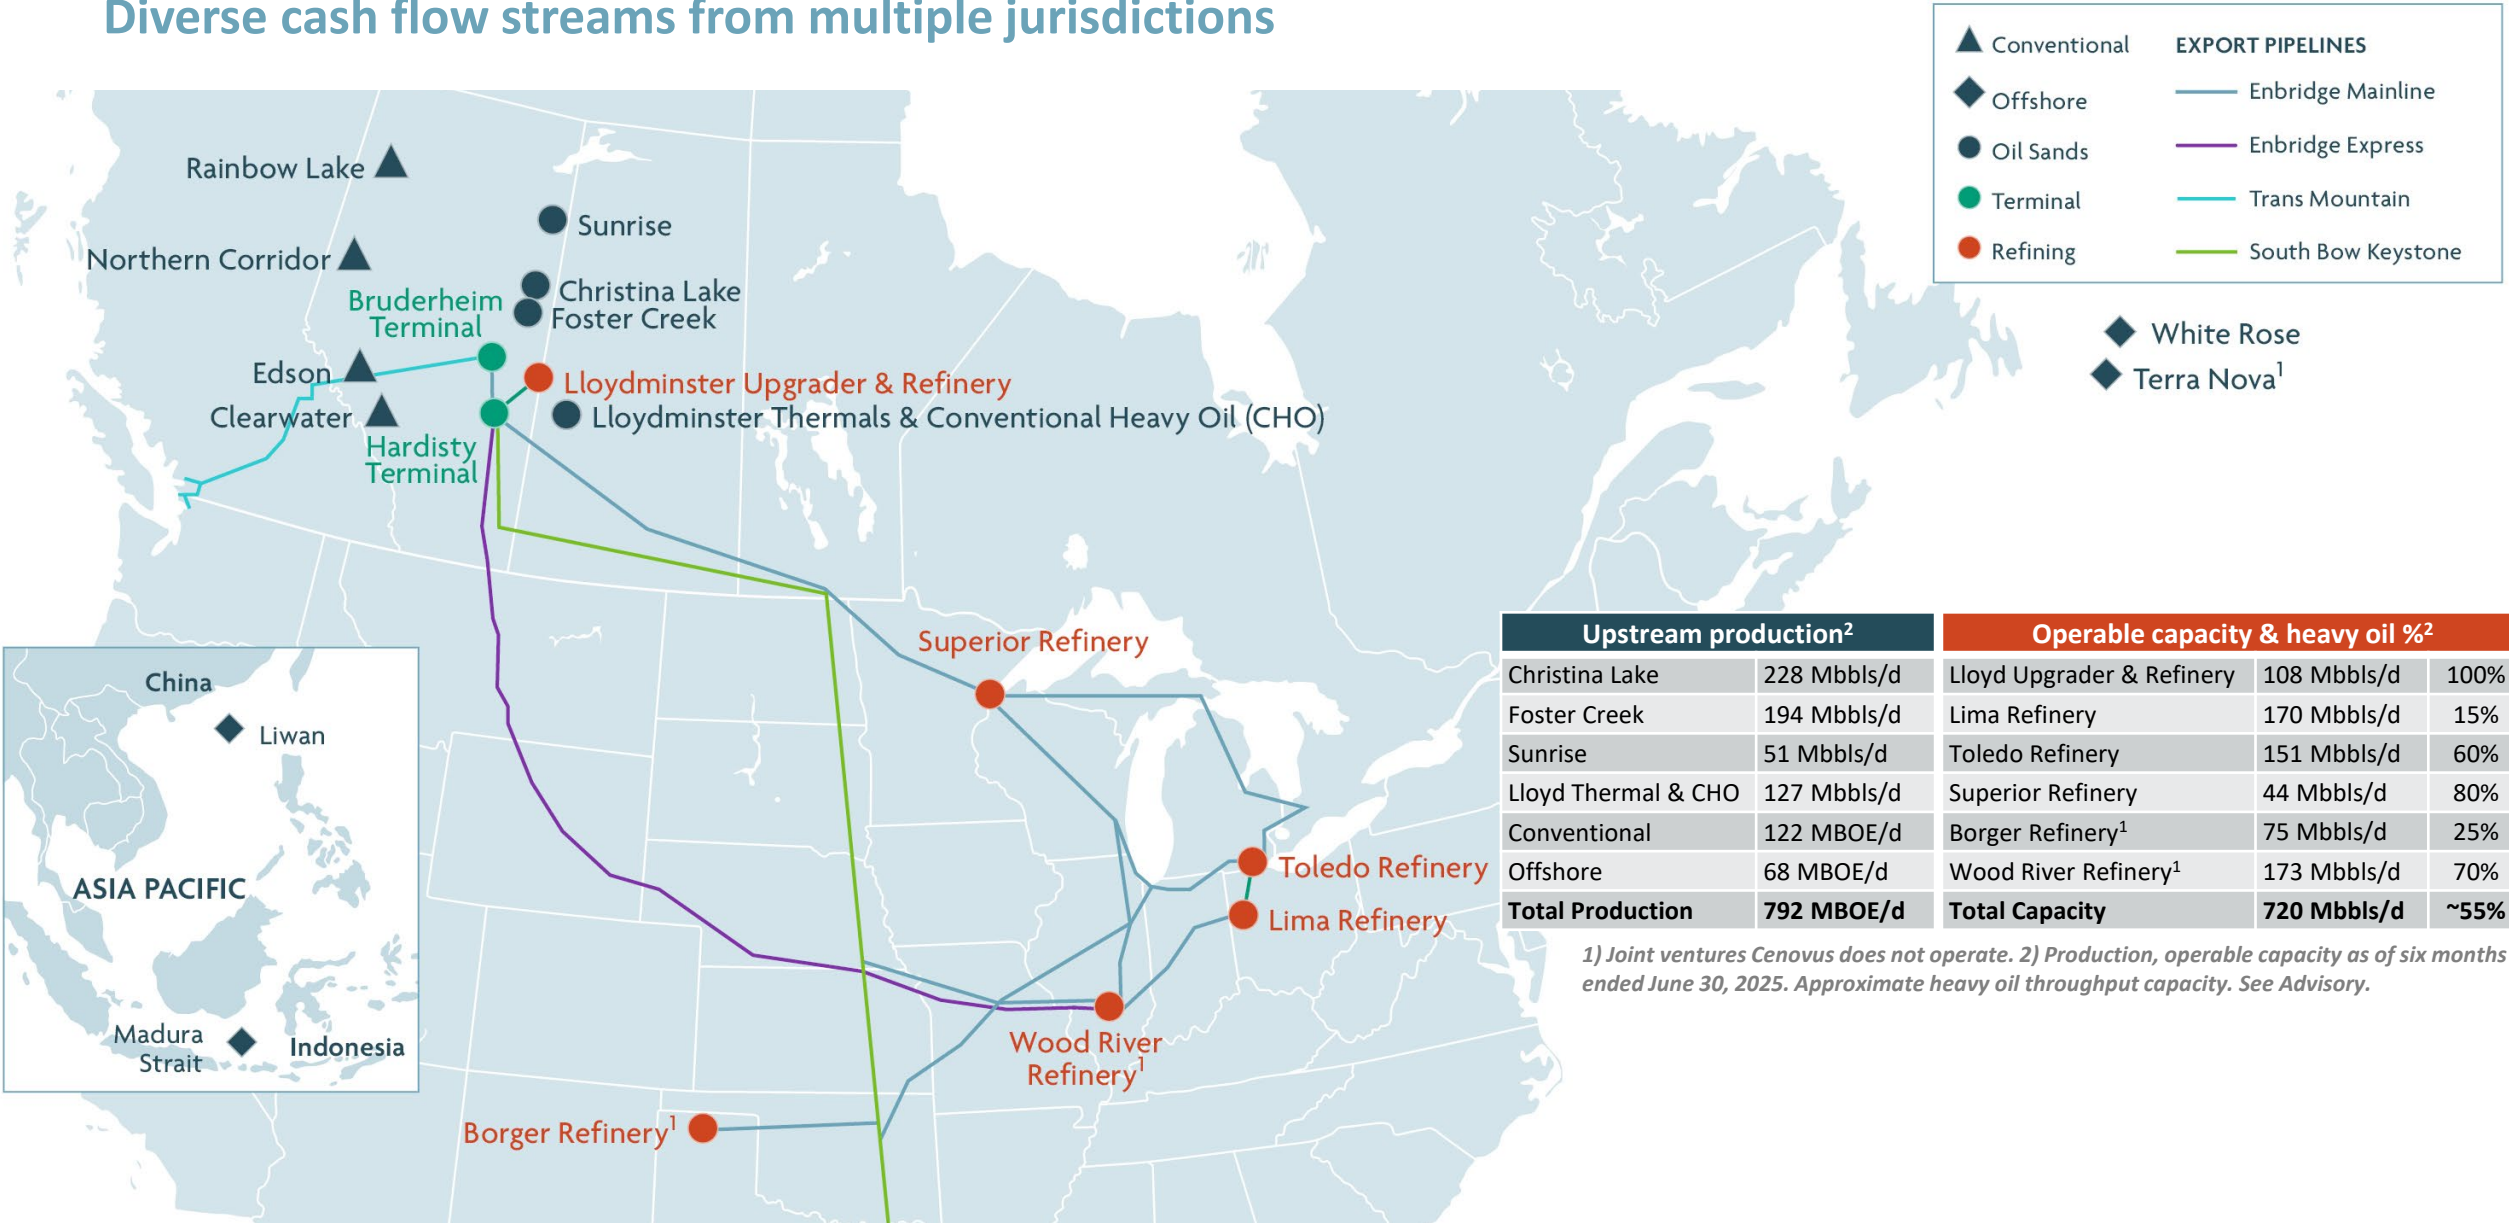 Diverse cash flow streams from multiple jurisdictions
Conventional
Offshore
Oil Sands
Terminal
Refining
EXPORT PIPELINES
Enbridge Mainline
Enbridge Express
Trans Mountain
South Bow Keystone
Rainbow Lake
Sunrise
Northern Corridor
Christina Lake
Foster Creek
Bruderheim
Terminal
Edson
Lloydminster Upgrader & Refinery
Clearwater
Lloydminster Thermals & Conventional Heavy Oil (CHO)
Hardisty
Terminal
White Rose
Terra Nova¹
Superior Refinery
Toledo Refinery
Lima Refinery
Wood River
Refinery¹
Borger Refinery¹
China
Liwan
ASIA PACIFIC
Madura
Strait
Indonesia
Upstream production²
Christina Lake 228 Mbbls/d
Foster Creek 194 Mbbls/d
Sunrise 51 Mbbls/d
Lloyd Thermal & CHO 127 Mbbls/d
Conventional 122 MBOE/d
Offshore 68 MBOE/d
Total Production 792 MBOE/d
Operable capacity & heavy oil %²
Lloyd Upgrader & Refinery 108 Mbbls/d 100%
Lima Refinery 170 Mbbls/d 15%
Toledo Refinery 151 Mbbls/d 60%
Superior Refinery 44 Mbbls/d 80%
Borger Refinery¹ 75 Mbbls/d 25%
Wood River Refinery¹ 173 Mbbls/d 70%
Total Capacity 720 Mbbls/d ~55%
1) Joint ventures Cenovus does not operate. 2) Production, operable capacity as of six months
ended June 30, 2025. Approximate heavy oil throughput capacity. See Advisory.